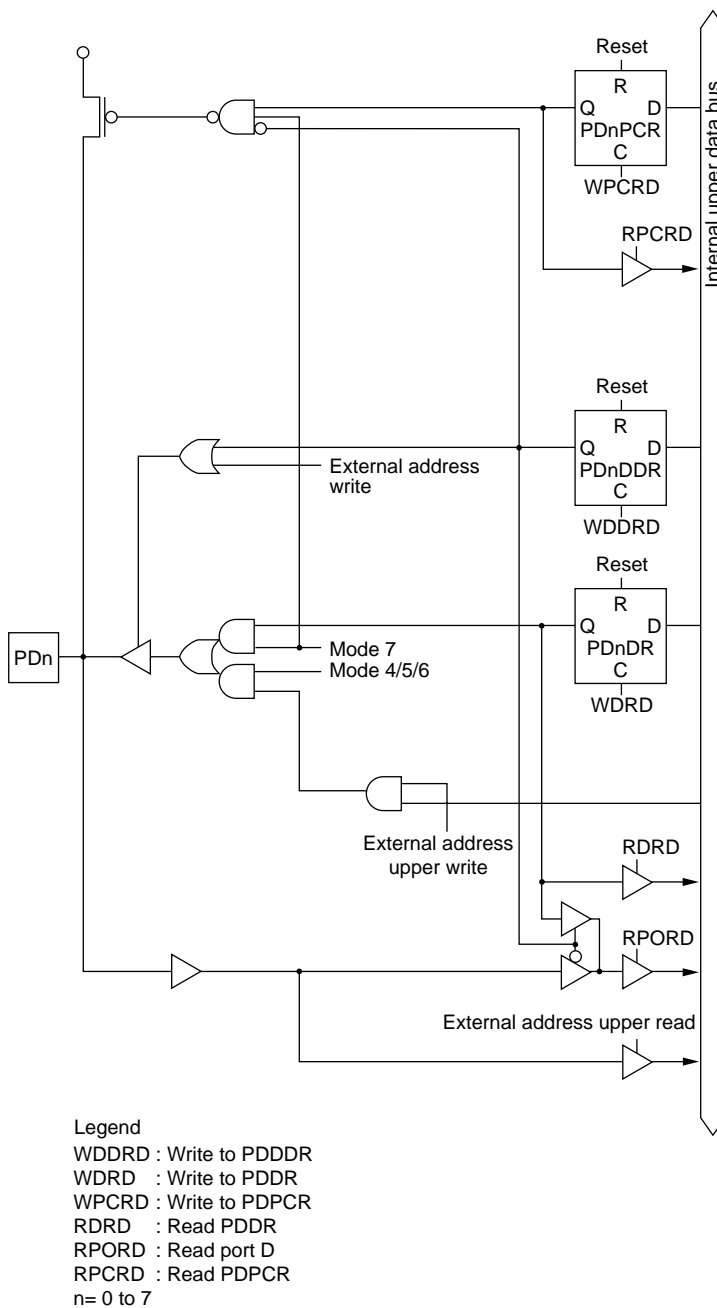 Reset
R
Q D
PDnPCR
C
WPCRD
RPCRD
Internal upper data bus
Reset
R
Q D
PDnDDR
C
WDDRD
External address
write
Reset
R
Q D
PDnDR
C
WDRD
PDn
Mode 7
Mode 4/5/6
External address
upper write
RDRD
RPORD
External address upper read
Legend
WDDRD : Write to PDDDR
WDRD : Write to PDDR
WPCRD : Write to PDPCR
RDRD : Read PDDR
RPORD : Read port D
RPCRD : Read PDPCR
n= 0 to 7